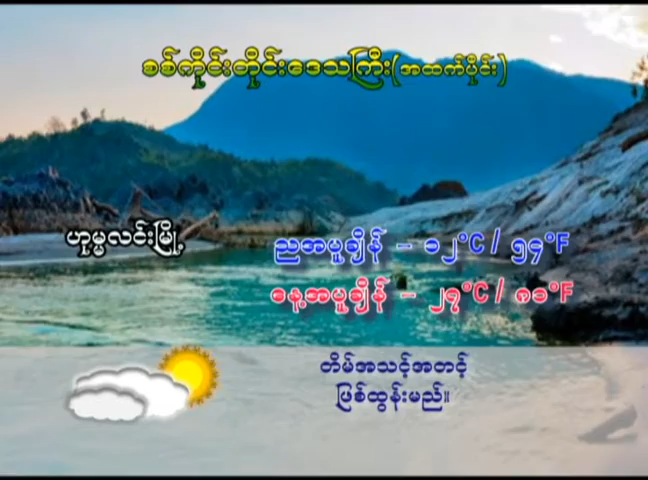 စစ်ကိုင်းတိုင်းဒေသကြီး(အထက်ပိုင်း)
ဟုမ္မလင်းမြို့
ညအပူချိန် - ၁၂°C / ၅၄°F
နေ့အပူချိန် - ၂၇°C / ၈၁°F
တိမ်အသင့်အတင့်
ဖြစ်ထွန်းမည်။